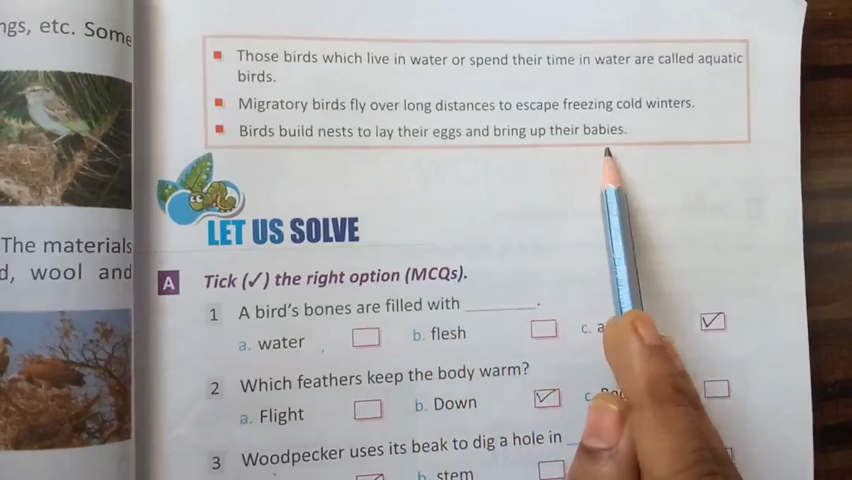 ngs, etc. Some
The materials
d, wool and
Those birds which live in water or spend their time in water are called aquatic
birds.
Migratory birds fly over long distances to escape freezing cold winters.
Birds build nests to lay their eggs and bring up their babies.
LET US SOLVE
A Tick (✓) the right option (MCQs).
1 A bird's bones are filled with ________.
a. water b. flesh c. a
2 Which feathers keep the body warm?
a. Flight b. Down c.
3 Woodpecker uses its beak to dig a hole in
b. stem